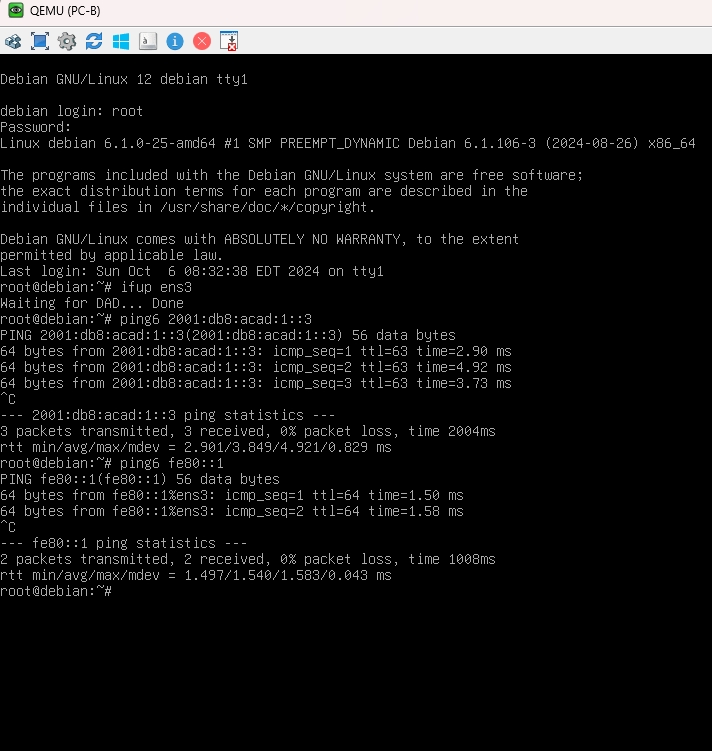 QEMU (PC-B)
Debian GNU/Linux 12 debian tty1
debian login: root
Password:
Linux debian 6.1.0-25-amd64 #1 SMP PREEMPT_DYNAMIC Debian 6.1.106-3 (2024-08-26) x86_64
The programs included with the Debian GNU/Linux system are free software;
the exact distribution terms for each program are described in the
individual files in /usr/share/doc/*/copyright.
Debian GNU/Linux comes with ABSOLUTELY NO WARRANTY, to the extent
permitted by applicable law.
Last login: Sun Oct  6 08:32:38 EDT 2024 on tty1
root@debian:~# ifup ens3
Waiting for DAD... Done
root@debian:~# ping6 2001:db8:acad:1::3
PING 2001:db8:acad:1::3(2001:db8:acad:1::3) 56 data bytes
64 bytes from 2001:db8:acad:1::3: icmp_seq=1 ttl=63 time=2.90 ms
64 bytes from 2001:db8:acad:1::3: icmp_seq=2 ttl=63 time=4.92 ms
64 bytes from 2001:db8:acad:1::3: icmp_seq=3 ttl=63 time=3.73 ms
^C
--- 2001:db8:acad:1::3 ping statistics ---
3 packets transmitted, 3 received, 0% packet loss, time 2004ms
rtt min/avg/max/mdev = 2.901/3.849/4.921/0.829 ms
root@debian:~# ping6 fe80::1
PING fe80::1(fe80::1) 56 data bytes
64 bytes from fe80::1%ens3: icmp_seq=1 ttl=64 time=1.50 ms
64 bytes from fe80::1%ens3: icmp_seq=2 ttl=64 time=1.58 ms
^C
--- fe80::1 ping statistics ---
2 packets transmitted, 2 received, 0% packet loss, time 1008ms
rtt min/avg/max/mdev = 1.497/1.540/1.583/0.043 ms
root@debian:~#